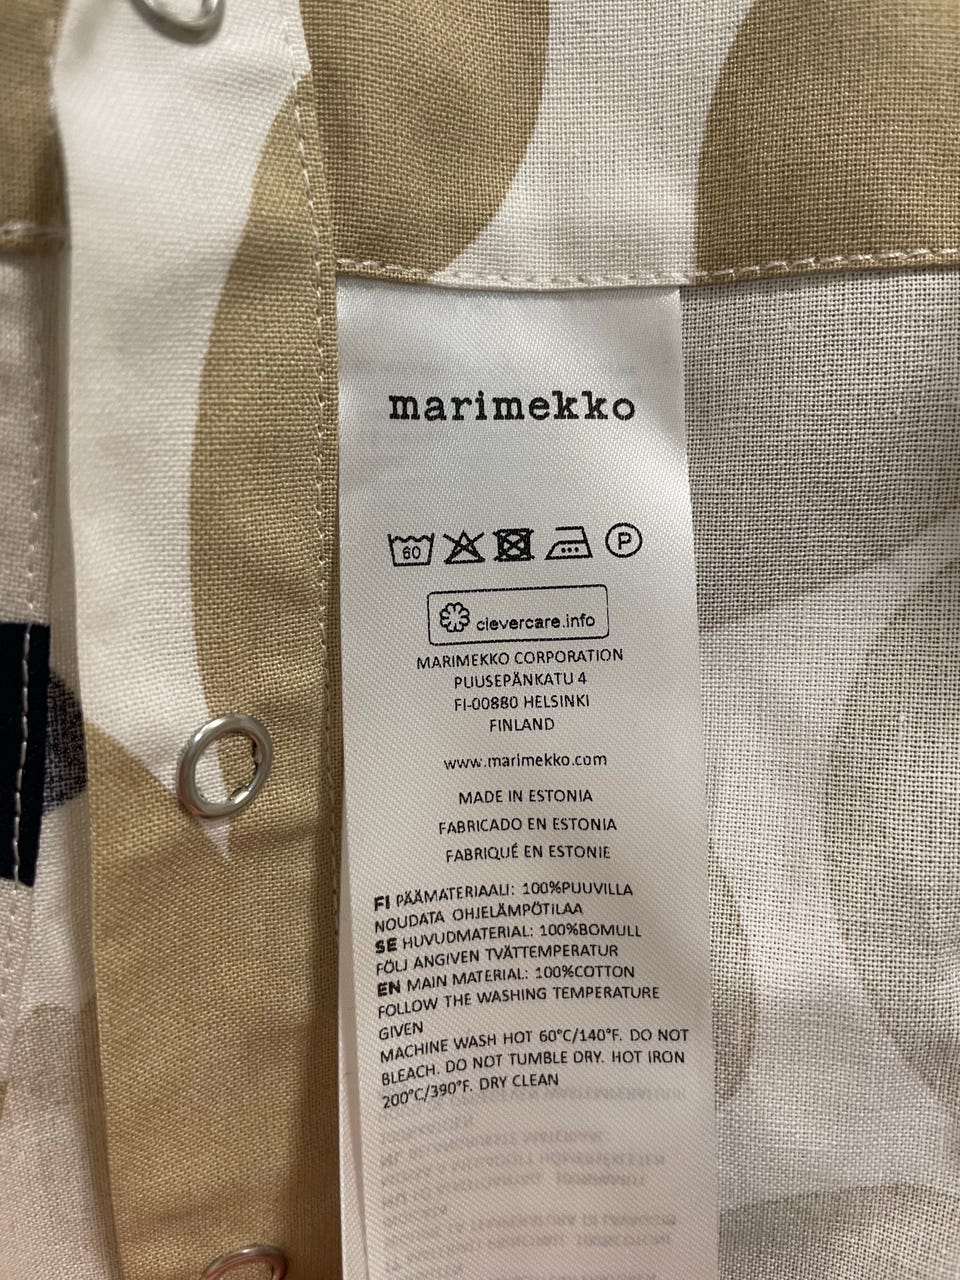 marimekko
60 P
clevercare.info
MARIMEKKO CORPORATION
PUUSEPÄNKATU 4
FI-00880 HELSINKI
FINLAND
www.marimekko.com
MADE IN ESTONIA
FABRICADO EN ESTONIA
FABRIQUÉ EN ESTONIE
FI PÄÄMATERIAALI: 100%PUUVILLA
NOUDATA OHJELÄMPÖTILAA
SE HUVUDMATERIAL: 100%BOMULL
FÖLJ ANGIVEN TVÄTTEMPERATUR
EN MAIN MATERIAL: 100%COTTON
FOLLOW THE WASHING TEMPERATURE
GIVEN
MACHINE WASH HOT 60°C/140°F. DO NOT
BLEACH. DO NOT TUMBLE DRY. HOT IRON
200°C/390°F. DRY CLEAN